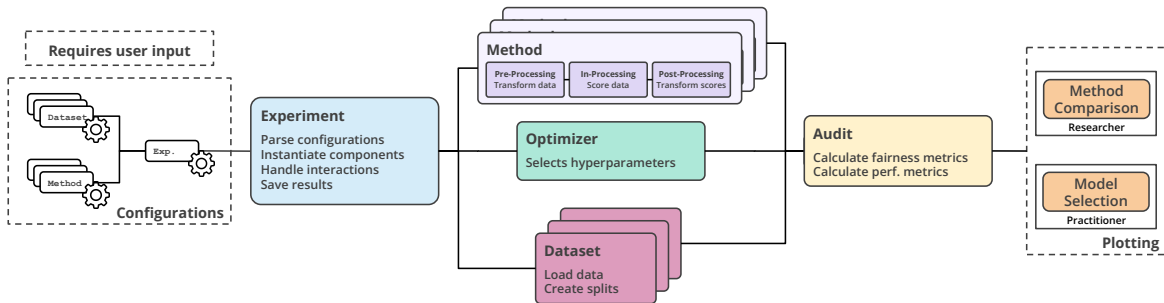 Requires user input
Dataset
Method
Exp.
Configurations
Experiment
Parse configurations
Instantiate components
Handle interactions
Save results
Method
Pre-Processing
Transform data
In-Processing
Score data
Post-Processing
Transform scores
Optimizer
Selects hyperparameters
Dataset
Load data
Create splits
Audit
Calculate fairness metrics
Calculate perf. metrics
Method
Comparison
Researcher
Model
Selection
Practitioner
Plotting